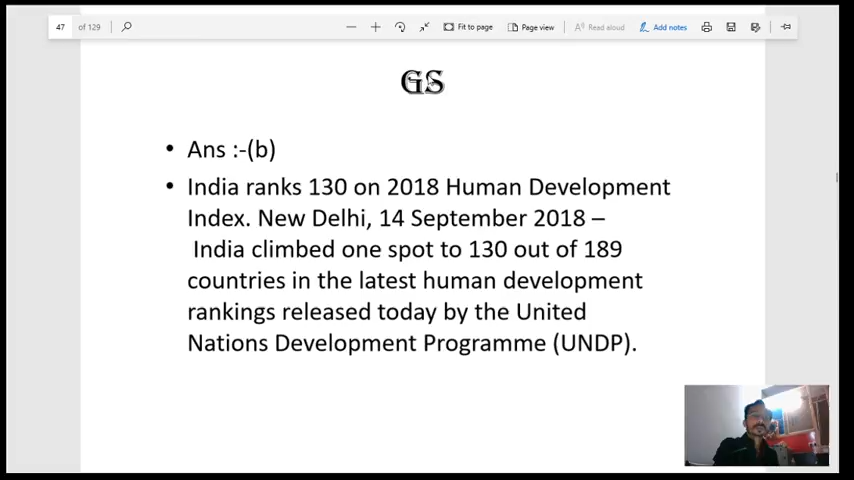 47 of 129 Fit to page Page view Read aloud Add notes
GS
• Ans :-(b)
• India ranks 130 on 2018 Human Development
Index. New Delhi, 14 September 2018 –
India climbed one spot to 130 out of 189
countries in the latest human development
rankings released today by the United
Nations Development Programme (UNDP).